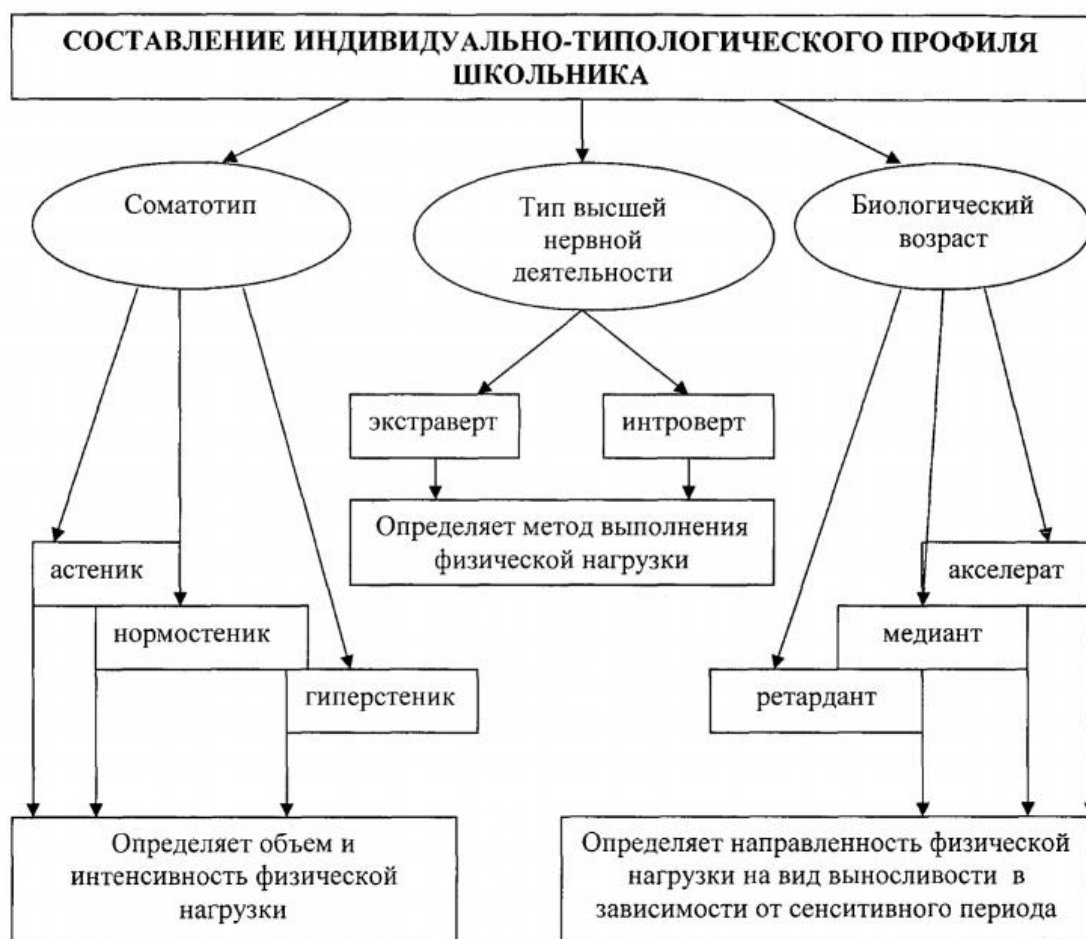 СОСТАВЛЕНИЕ ИНДИВИДУАЛЬНО-ТИПОЛОГИЧЕСКОГО ПРОФИЛЯ
ШКОЛЬНИКА
Соматотип
Тип высшей
нервной
деятельности
Биологический
возраст
экстраверт
интроверт
Определяет метод выполнения
физической нагрузки
астеник
нормостеник
гиперстеник
акселерат
медиант
ретардант
Определяет объем и
интенсивность физической
нагрузки
Определяет направленность физической
нагрузки на вид выносливости в
зависимости от сенситивного периода